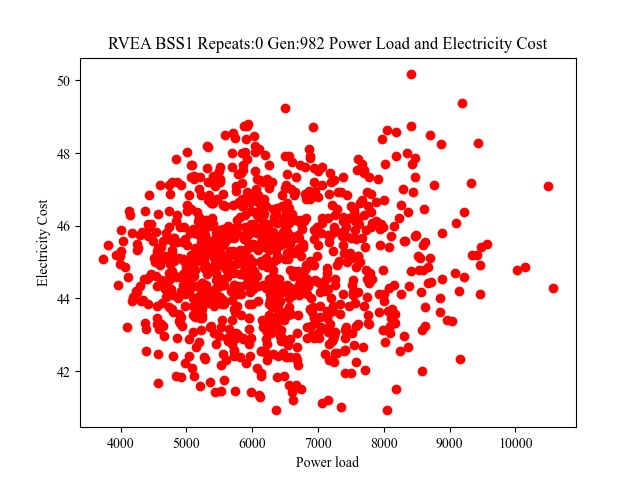 RVEA BSS1 Repeats:0 Gen:982 Power Load and Electricity Cost
50
48
46
44
42
Electricity Cost
4000 5000 6000 7000 8000 9000 10000
Power load